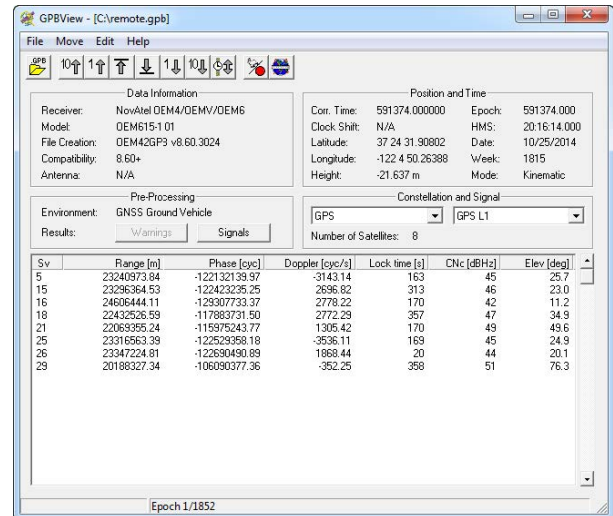 GPBView - [C:\remote.gpb]
File Move Edit Help
GPB 10 1 1 10
Data Information
Receiver: NovAtel OEM4/OEMV/OEM6
Model: OEM615-1 01
File Creation: OEM42GP3 v8.60.3024
Compatibility: 8.60+
Antenna: N/A
Position and Time
Corr. Time: 591374.000000 Epoch: 591374.000
Clock Shift: N/A HMS: 20:16:14.000
Latitude: 37 24 31.90802 Date: 10/25/2014
Longitude: -122 4 50.26388 Week: 1815
Height: -21.637 m Mode: Kinematic
Pre-Processing
Environment: GNSS Ground Vehicle
Results: Warnings Signals
Constellation and Signal
GPS GPS L1
Number of Satellites: 8
Sv Range [m] Phase [cyc] Doppler [cyc/s] Lock time [s] CNc [dBHz] Elev [deg]
5 23240973.84 -122132139.97 -3143.14 163 45 25.7
15 23296364.53 -122423235.25 2696.82 313 46 23.0
16 24606444.11 -129307733.37 2778.22 170 42 11.2
18 22432526.59 -117883731.50 2772.29 357 47 34.9
21 22069355.24 -115975243.77 1305.42 170 49 49.6
25 23316563.39 -122529358.18 -3536.11 169 45 24.9
26 23347224.81 -122690490.89 1868.44 20 44 20.1
29 20188327.34 -106090377.36 -352.25 358 51 76.3
Epoch 1/1852